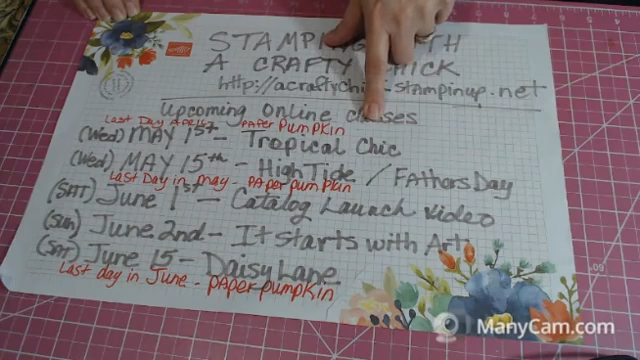 STAMPING WITH
A CRAFTY CHICK
http://acraftychick.stampinup.net
Upcoming Online classes
Last Day April - PAPER PUMPKIN
(Wed) MAY 1st - Tropical Chic
(Wed) MAY 15th - High Tide / FATHERS DAY
Last Day in may - PAPER pumpkin
(SAT) June 1st - Catalog Launch video
(Sun) June 2nd - It starts with Art
(SAT) June 15 - Daisy Lane
Last day in June - PAPER pumpkin
ManyCam.com